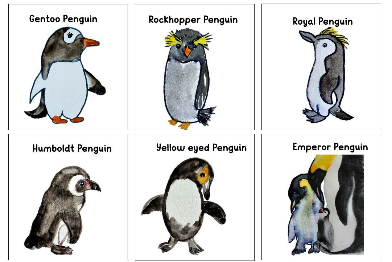 Gentoo Penguin
Rockhopper Penguin
Royal Penguin
Humboldt Penguin
Yellow eyed Penguin
Emperor Penguin